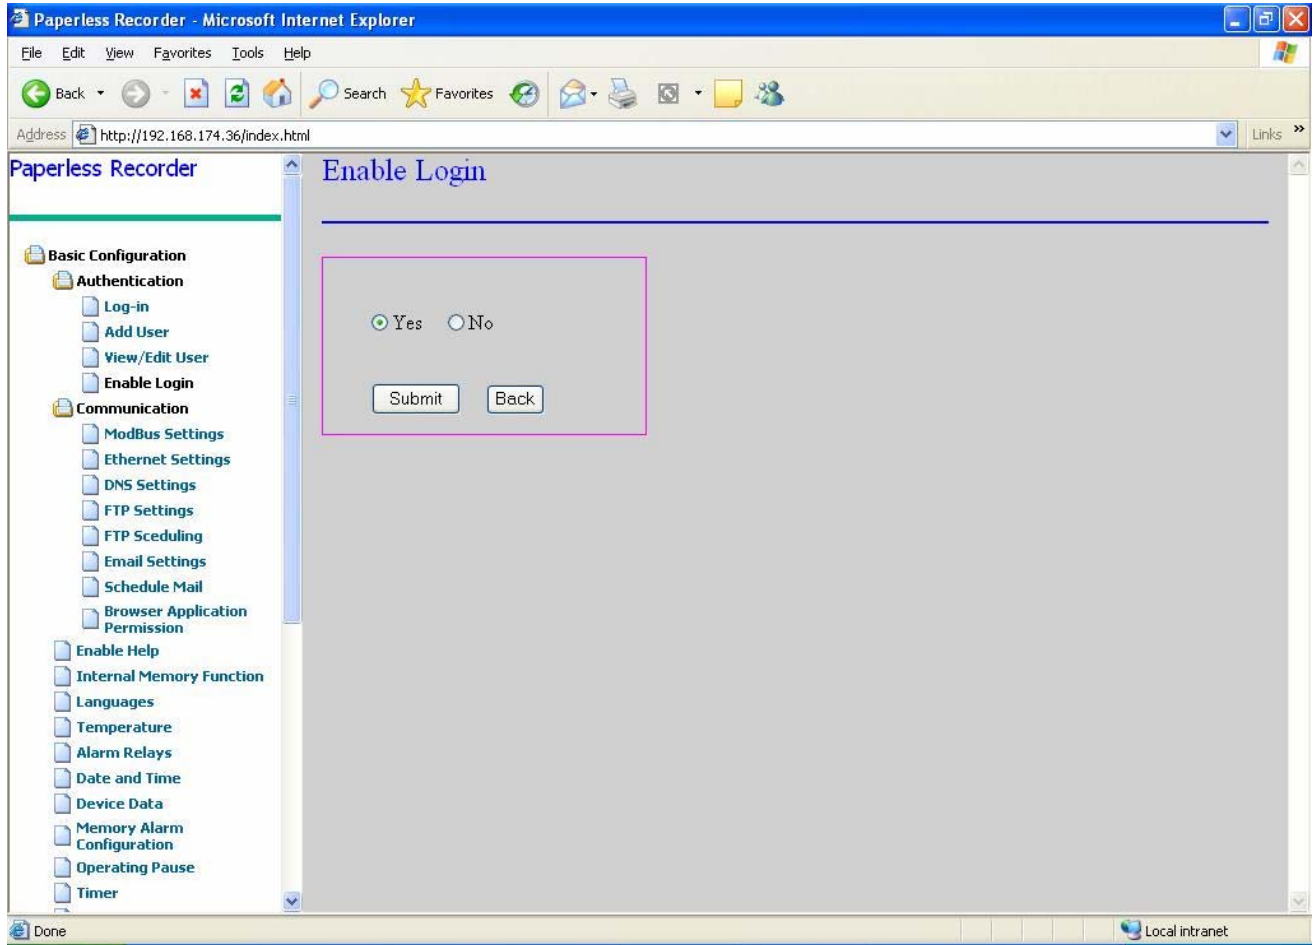 Paperless Recorder - Microsoft Internet Explorer
File Edit View Favorites Tools Help
Back Search Favorites
Address http://192.168.174.36/index.html Links
Paperless Recorder
Basic Configuration
Authentication
Log-in
Add User
View/Edit User
Enable Login
Communication
ModBus Settings
Ethernet Settings
DNS Settings
FTP Settings
FTP Sceduling
Email Settings
Schedule Mail
Browser Application
Permission
Enable Help
Internal Memory Function
Languages
Temperature
Alarm Relays
Date and Time
Device Data
Memory Alarm
Configuration
Operating Pause
Timer
Enable Login
Yes No
Submit Back
Done Local intranet